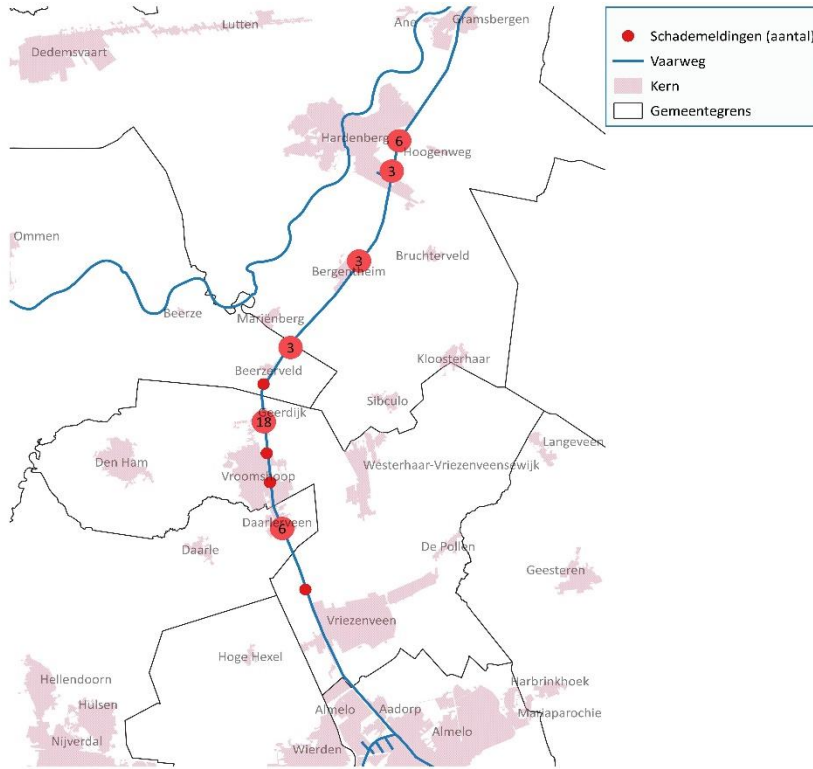 Schademeldingen (aantal)
Vaarweg
Kern
Gemeentegrens
Ane
Gramsbergen
Lutten
Dedemsvaart
Hardenberg
6
Hoogenweg
3
Ommen
Bruchterveld
3
Bergentheim
Beerze
Mariënberg
3
Kloosterhaar
Beerzerveld
Sibculo
Geerdijk
18
Langeveen
Den Ham
Westerhaar-Vriezenveensewijk
Vroomshoop
Daarlerveen
6
Daarle
De Pollen
Geesteren
Vriezenveen
Hoge Hexel
Hellendoorn
Harbrinkhoek
Hulsen
Almelo
Aadorp
Mariaparochie
Almelo
Nijverdal
Wierden